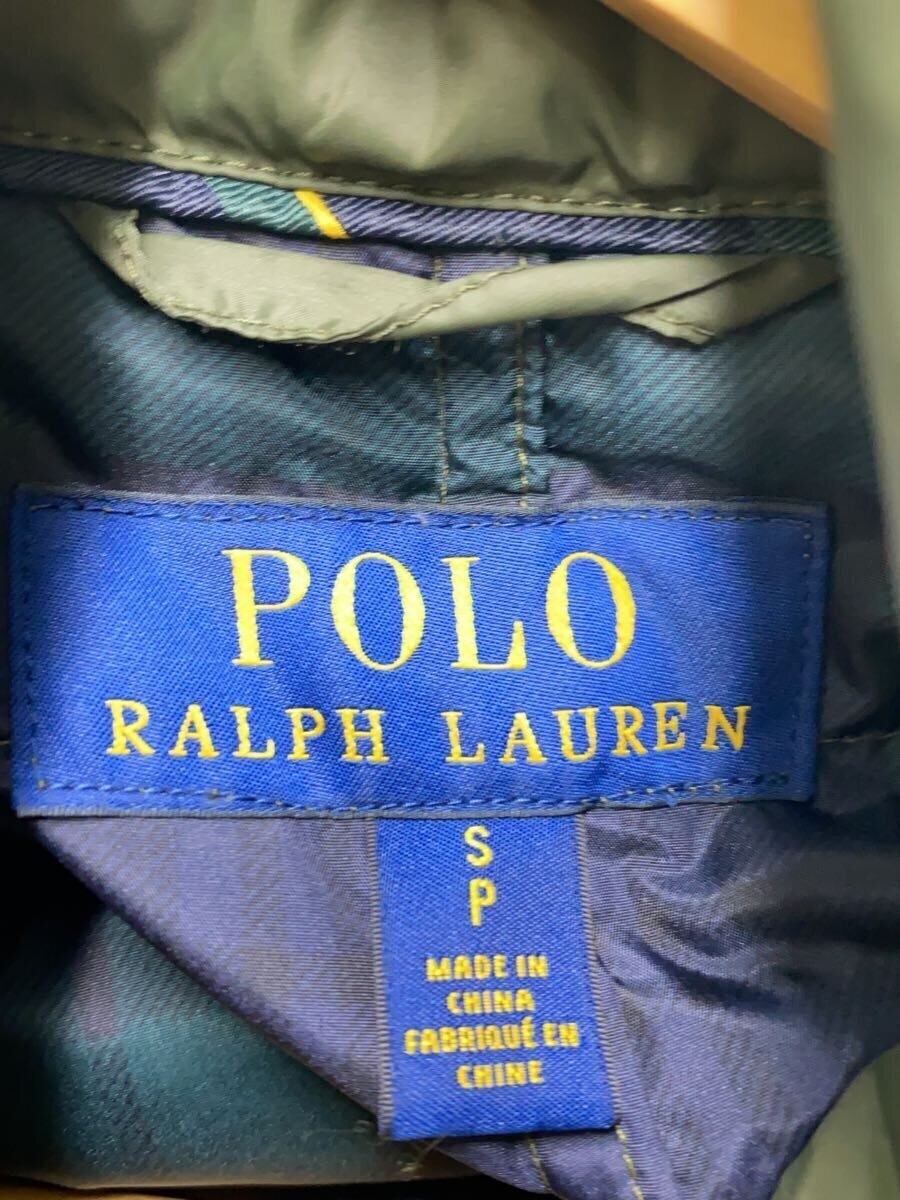 POLO
RALPH LAUREN
S
P
MADE IN
CHINA
FABRIQUÉ EN
CHINE